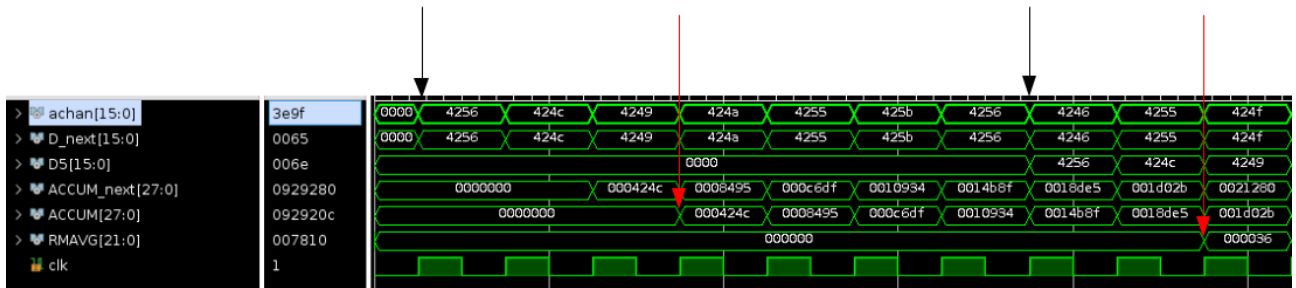 achan[15:0] 3e9f 0000 4256 424c 4249 424a 4255 425b 4256 4246 4255 424f
D_next[15:0] 0065 0000 4256 424c 4249 424a 4255 425b 4256 4246 4255 424f
D5[15:0] 006e 0000 4256 424c 4249
ACCUM_next[27:0] 0929280 0000000 000424c 0008495 000c6df 0010934 0014b8f 0018de5 001d02b 0021280
ACCUM[27:0] 092920c 0000000 000424c 0008495 000c6df 0010934 0014b8f 0018de5 001d02b
RMAVG[21:0] 007810 000000 000036
clk 1